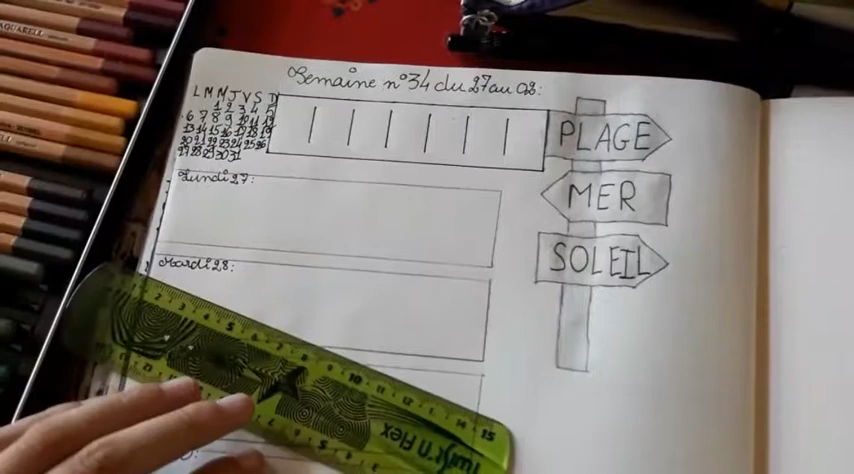 AQUARELL
Semaine n°34 du 27 au 02:
L M M J V S D
1 2 3 4 5
6 7 8 9 10 11 12
13 14 15 16 17 18 19
20 21 22 23 24 25 26
27 28 29 30 31
PLAGE
MER
SOLEIL
Lundi 27:
Mardi 28:
Twist'n Flex